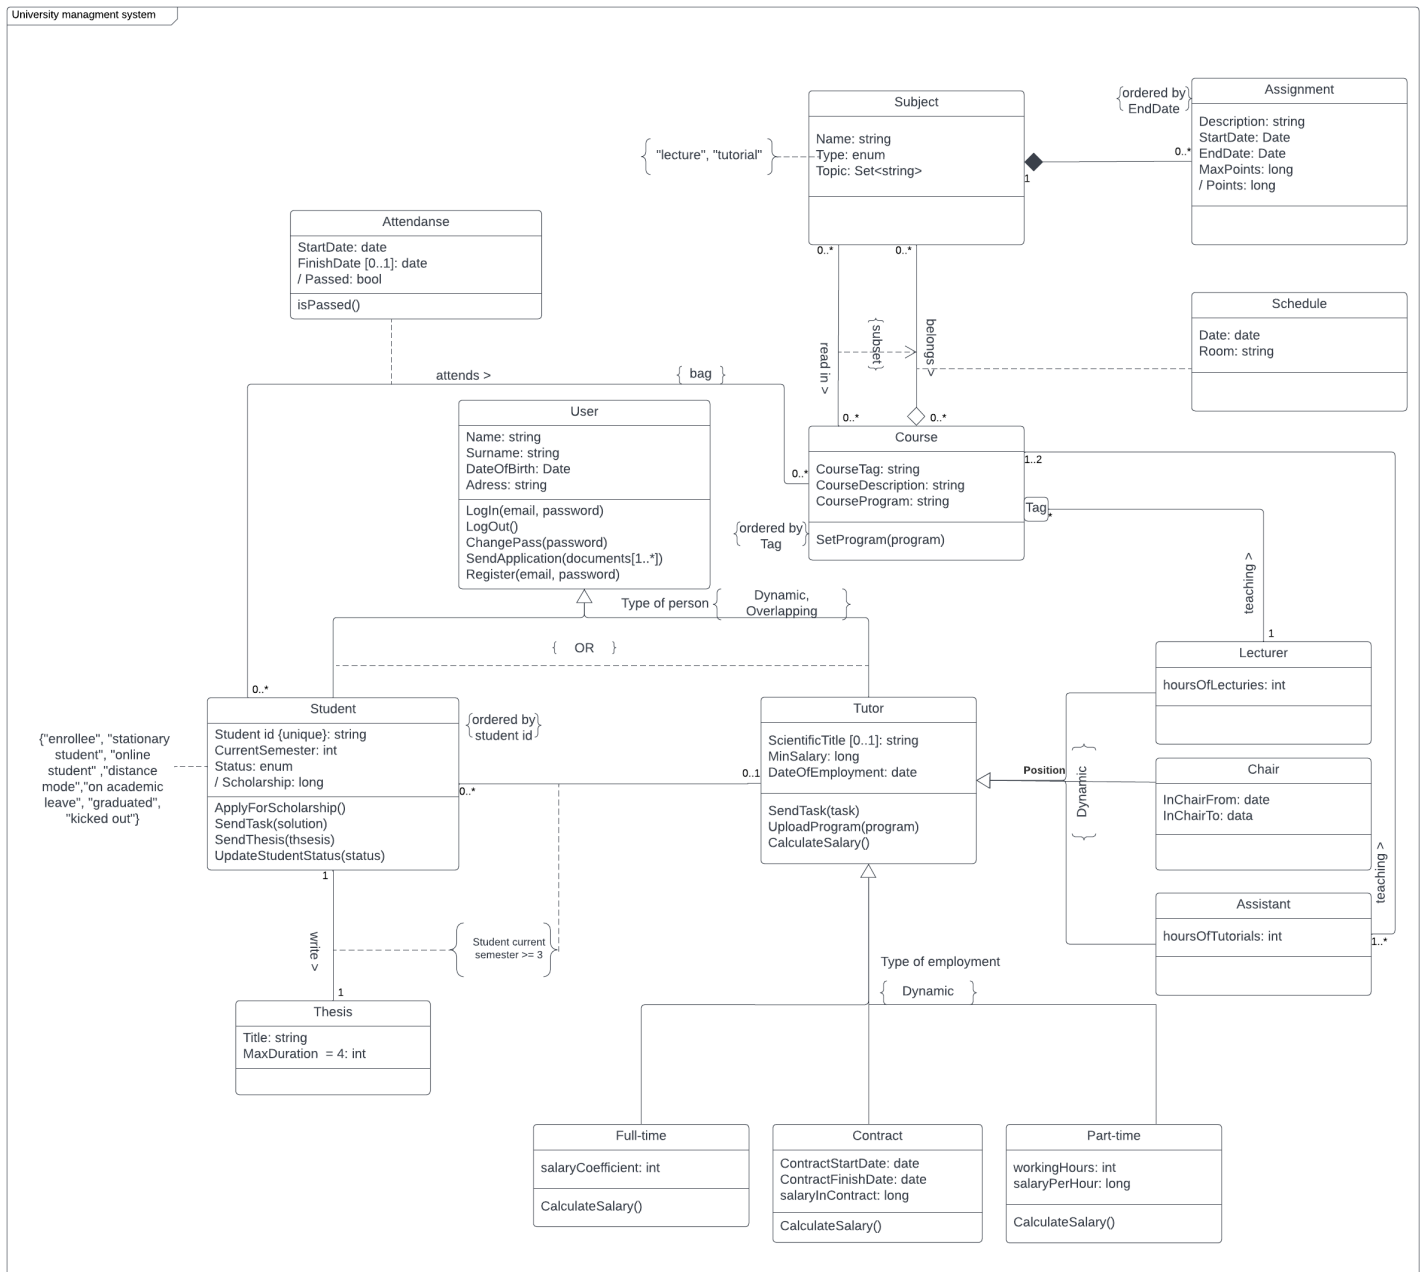 University managment system
Subject
Name: string
Type: enum
Topic: Set<string>
{ "lecture", "tutorial" }
{ordered by
EndDate}
Assignment
Description: string
StartDate: Date
EndDate: Date
MaxPoints: long
/ Points: long
0..*
1
Attendanse
StartDate: date
FinishDate [0..1]: date
/ Passed: bool
isPassed()
0..*
0..*
read in >
{subset}
belongs >
0..*
0..*
Schedule
Date: date
Room: string
attends >
{ bag }
0..*
0..*
User
Name: string
Surname: string
DateOfBirth: Date
Adress: string
LogIn(email, password)
LogOut()
ChangePass(password)
SendApplication(documents[1..*])
Register(email, password)
Course
CourseTag: string
CourseDescription: string
CourseProgram: string
SetProgram(program)
{ordered by
Tag}
1..2
Tag
*
teaching >
1
Type of person
{ Dynamic,
Overlapping }
{ OR }
Lecturer
hoursOfLecturies: int
Student
Student id {unique}: string
CurrentSemester: int
Status: enum
/ Scholarship: long
ApplyForScholarship()
SendTask(solution)
SendThesis(thsesis)
UpdateStudentStatus(status)
{ordered by
student id}
{"enrollee", "stationary
student", "online
student" ,"distance
mode","on academic
leave", "graduated",
"kicked out"}
0..*
0..1
Tutor
ScientificTitle [0..1]: string
MinSalary: long
DateOfEmployment: date
SendTask(task)
UploadProgram(program)
CalculateSalary()
Position
{ Dynamic }
Chair
InChairFrom: date
InChairTo: data
teaching >
Assistant
hoursOfTutorials: int
1..*
1
write >
1
{ Student current
semester >= 3 }
Thesis
Title: string
MaxDuration  = 4: int
Type of employment
{ Dynamic }
Full-time
salaryCoefficient: int
CalculateSalary()
Contract
ContractStartDate: date
ContractFinishDate: date
salaryInContract: long
CalculateSalary()
Part-time
workingHours: int
salaryPerHour: long
CalculateSalary()